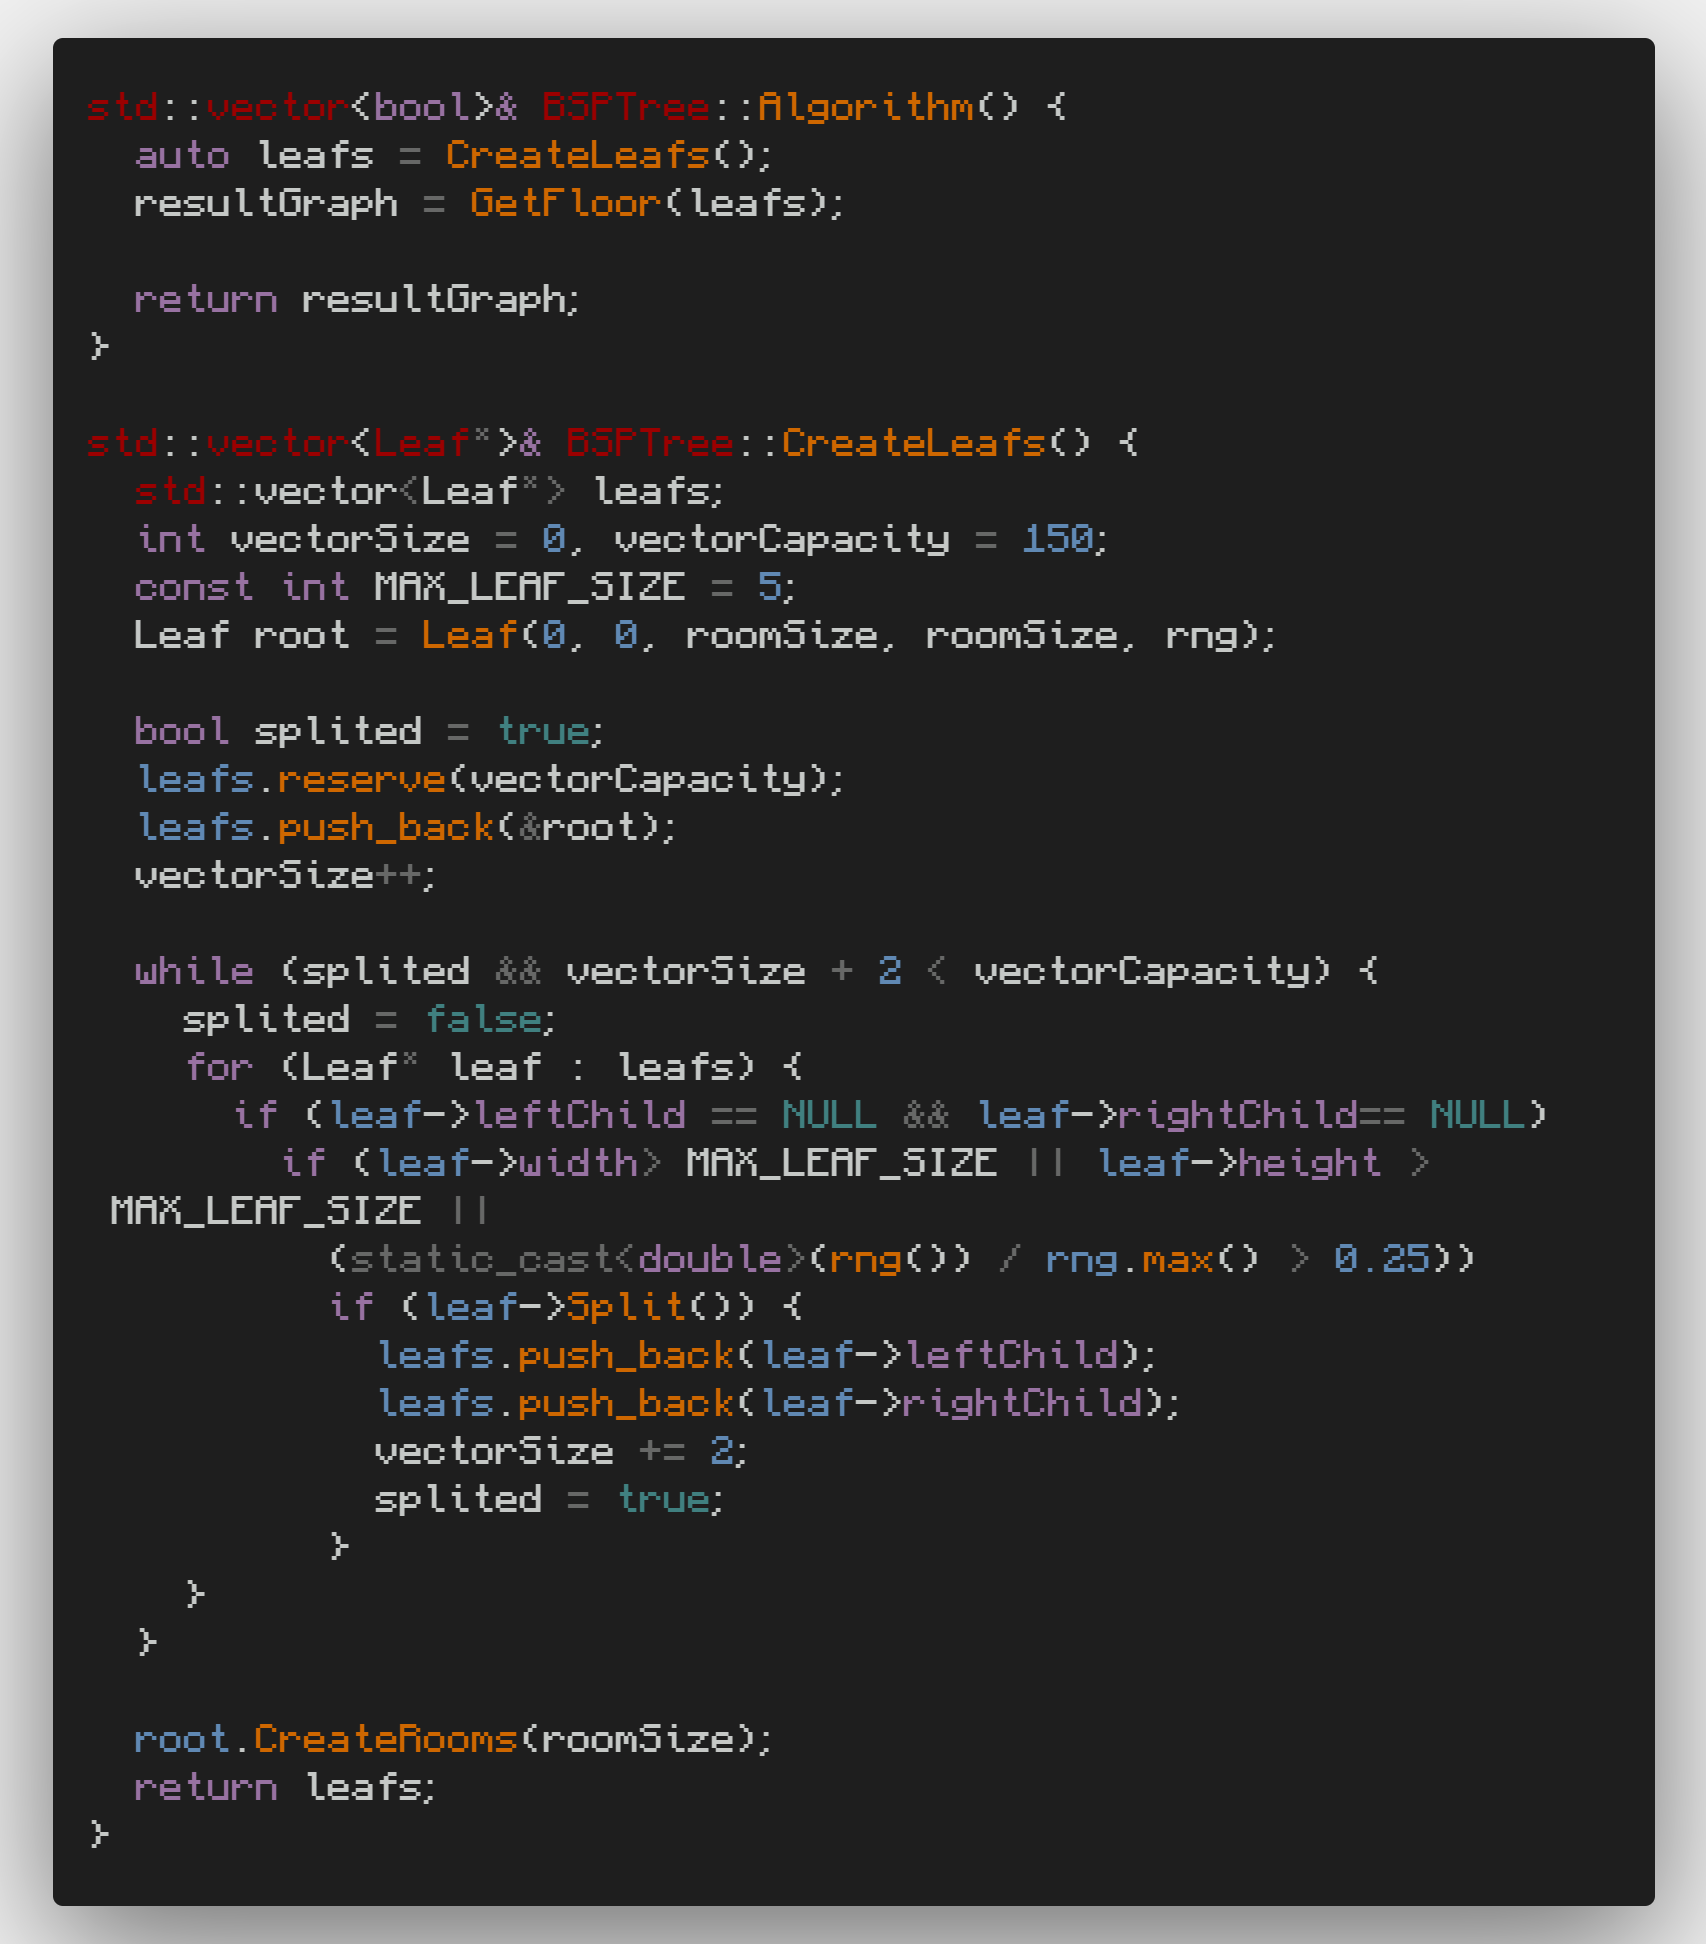 std::vector<bool>& BSPTree::Algorithm() {
  auto leafs = CreateLeafs();
  resultGraph = GetFloor(leafs);

  return resultGraph;
}

std::vector<Leaf*>& BSPTree::CreateLeafs() {
  std::vector<Leaf*> leafs;
  int vectorSize = 0, vectorCapacity = 150;
  const int MAX_LEAF_SIZE = 5;
  Leaf root = Leaf(0, 0, roomSize, roomSize, rng);

  bool splited = true;
  leafs.reserve(vectorCapacity);
  leafs.push_back(&root);
  vectorSize++;

  while (splited && vectorSize + 2 < vectorCapacity) {
    splited = false;
    for (Leaf* leaf : leafs) {
      if (leaf->leftChild == NULL && leaf->rightChild== NULL)
        if (leaf->width> MAX_LEAF_SIZE || leaf->height >
 MAX_LEAF_SIZE ||
          (static_cast<double>(rng()) / rng.max() > 0.25))
          if (leaf->Split()) {
            leafs.push_back(leaf->leftChild);
            leafs.push_back(leaf->rightChild);
            vectorSize += 2;
            splited = true;
          }
    }
  }

  root.CreateRooms(roomSize);
  return leafs;
}